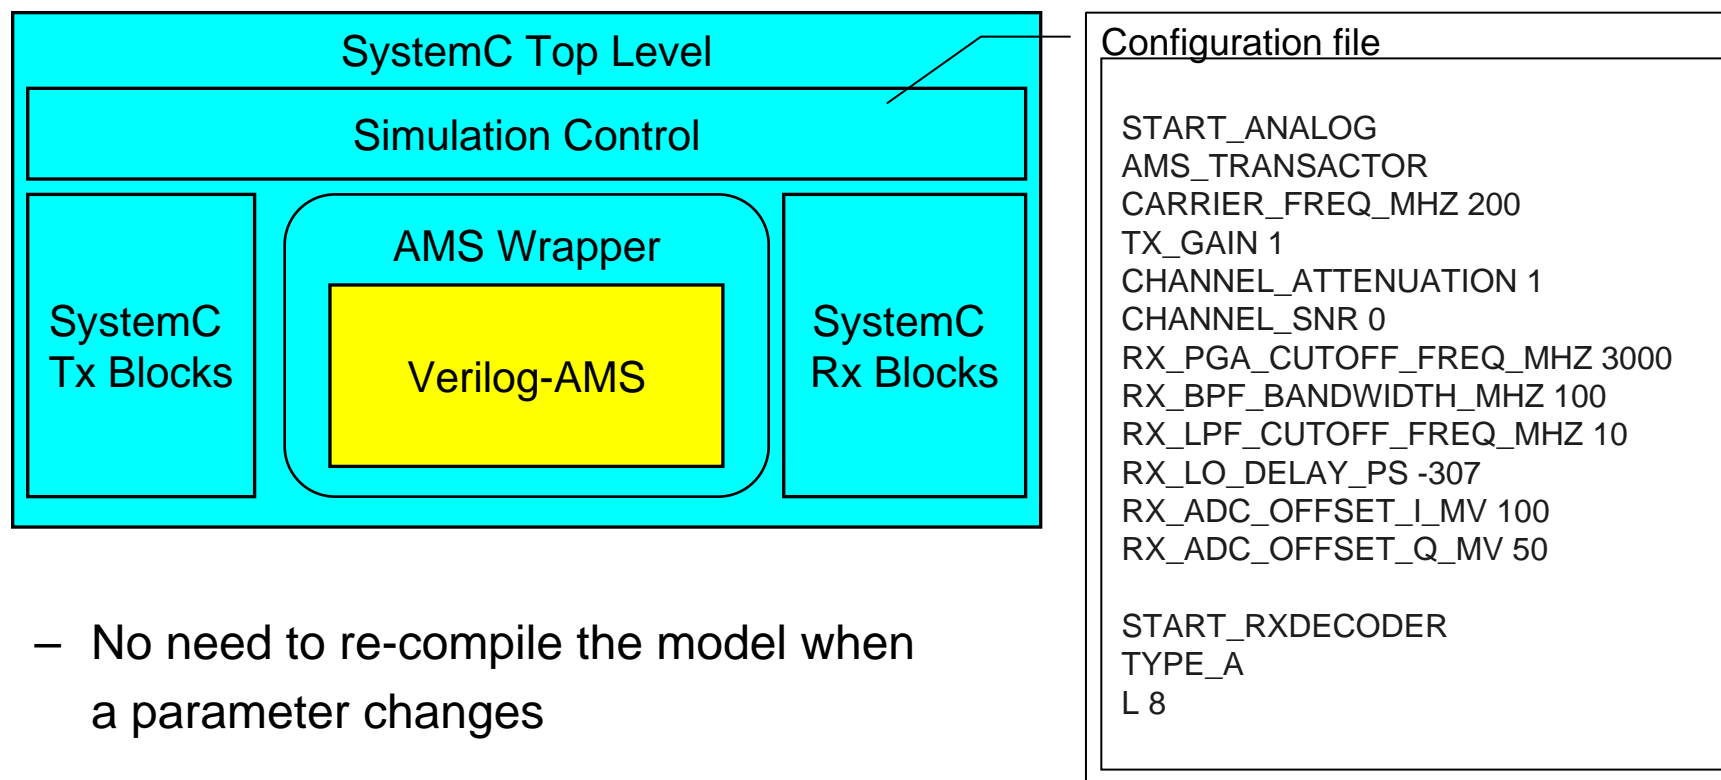 SystemC Top Level
Simulation Control
SystemC
Tx Blocks
AMS Wrapper
Verilog-AMS
SystemC
Rx Blocks
– No need to re-compile the model when
a parameter changes
Configuration file
START_ANALOG
AMS_TRANSACTOR
CARRIER_FREQ_MHZ 200
TX_GAIN 1
CHANNEL_ATTENUATION 1
CHANNEL_SNR 0
RX_PGA_CUTOFF_FREQ_MHZ 3000
RX_BPF_BANDWIDTH_MHZ 100
RX_LPF_CUTOFF_FREQ_MHZ 10
RX_LO_DELAY_PS -307
RX_ADC_OFFSET_I_MV 100
RX_ADC_OFFSET_Q_MV 50
START_RXDECODER
TYPE_A
L 8